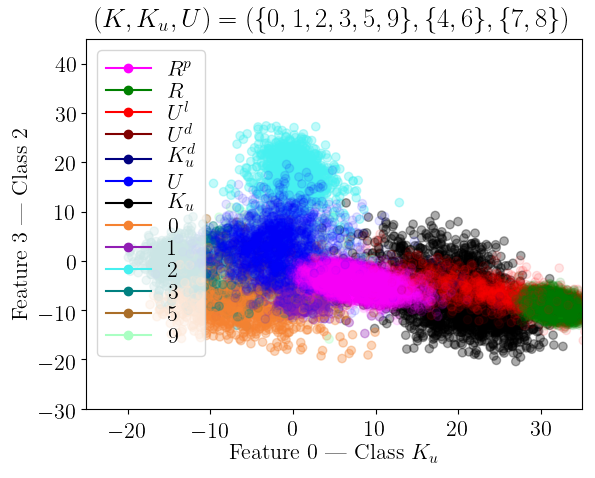 (K, K_u, U) = ({0, 1, 2, 3, 5, 9}, {4, 6}, {7, 8})
Feature 3 — Class 2
40
30
20
10
0
−10
−20
−30
R^p
R
U^l
U^d
K_u^d
U
K_u
0
1
2
3
5
9
−20 −10 0 10 20 30
Feature 0 — Class K_u